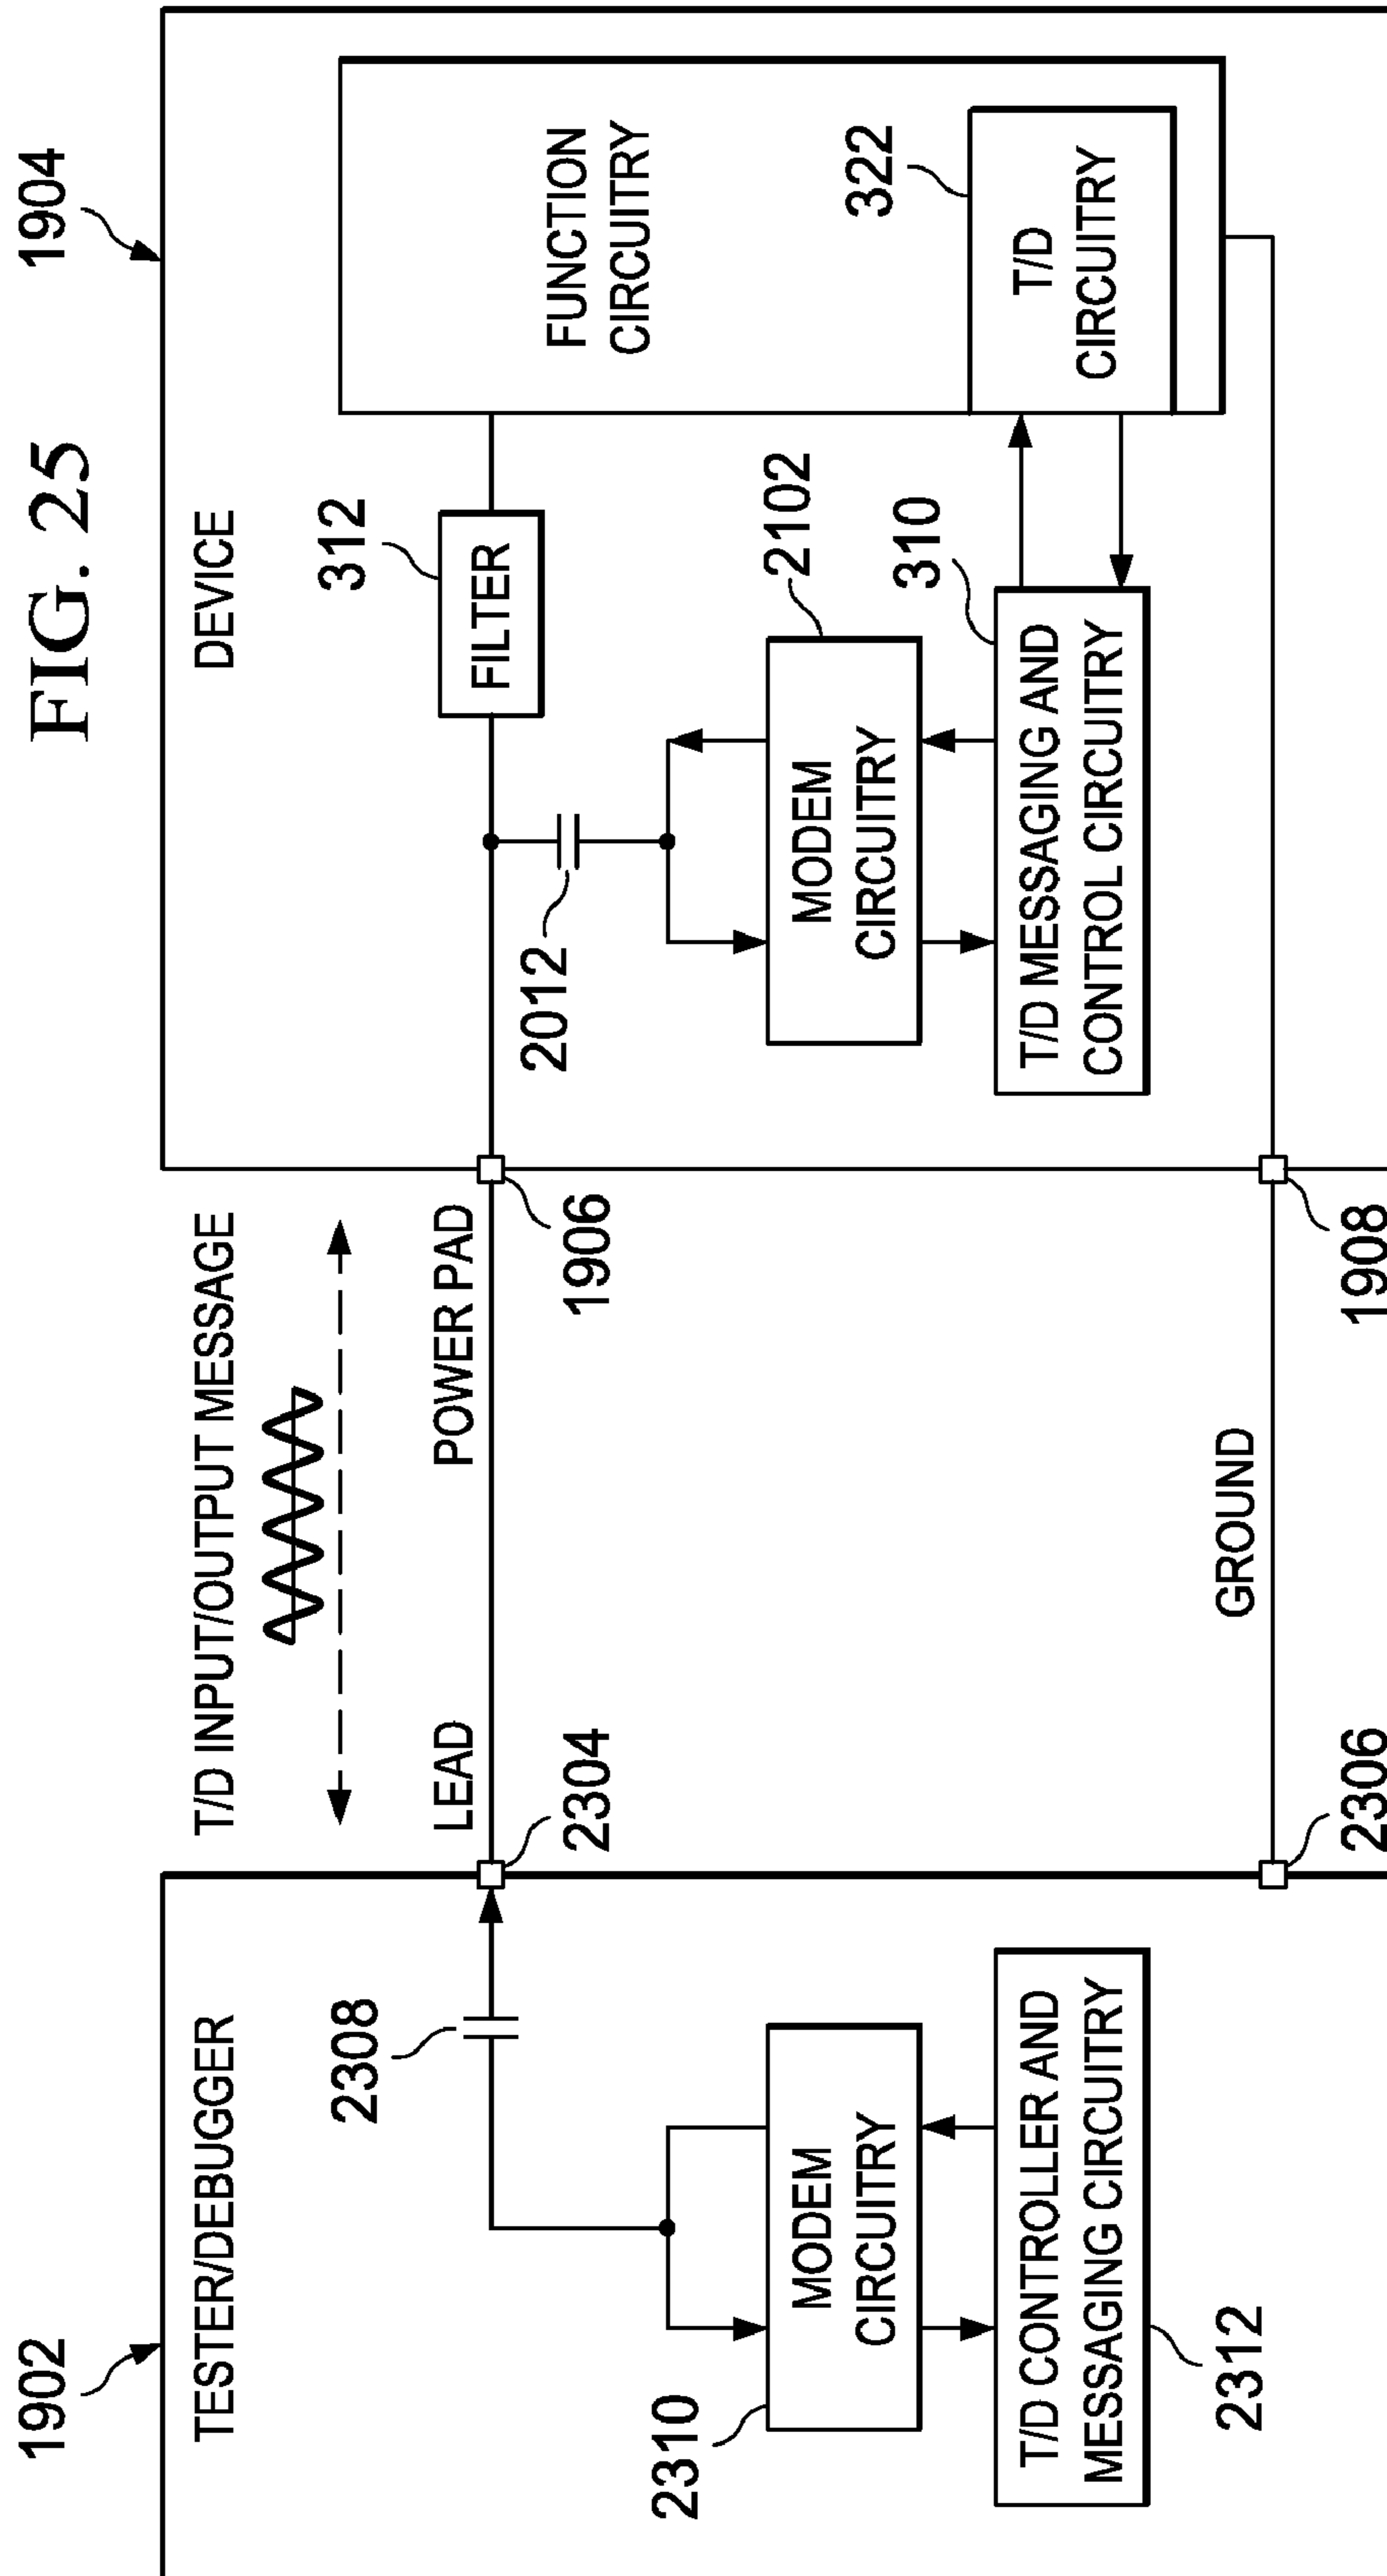 FIG. 25
1902
TESTER/DEBUGGER
2308
MODEM
CIRCUITRY
2310
T/D CONTROLLER AND
MESSAGING CIRCUITRY
2312
T/D INPUT/OUTPUT MESSAGE
LEAD
POWER PAD
2304
1906
GROUND
2306
1908
1904
DEVICE
312
FILTER
2012
FUNCTION
CIRCUITRY
MODEM
CIRCUITRY
2102
322
T/D MESSAGING AND
CONTROL CIRCUITRY
310
T/D
CIRCUITRY